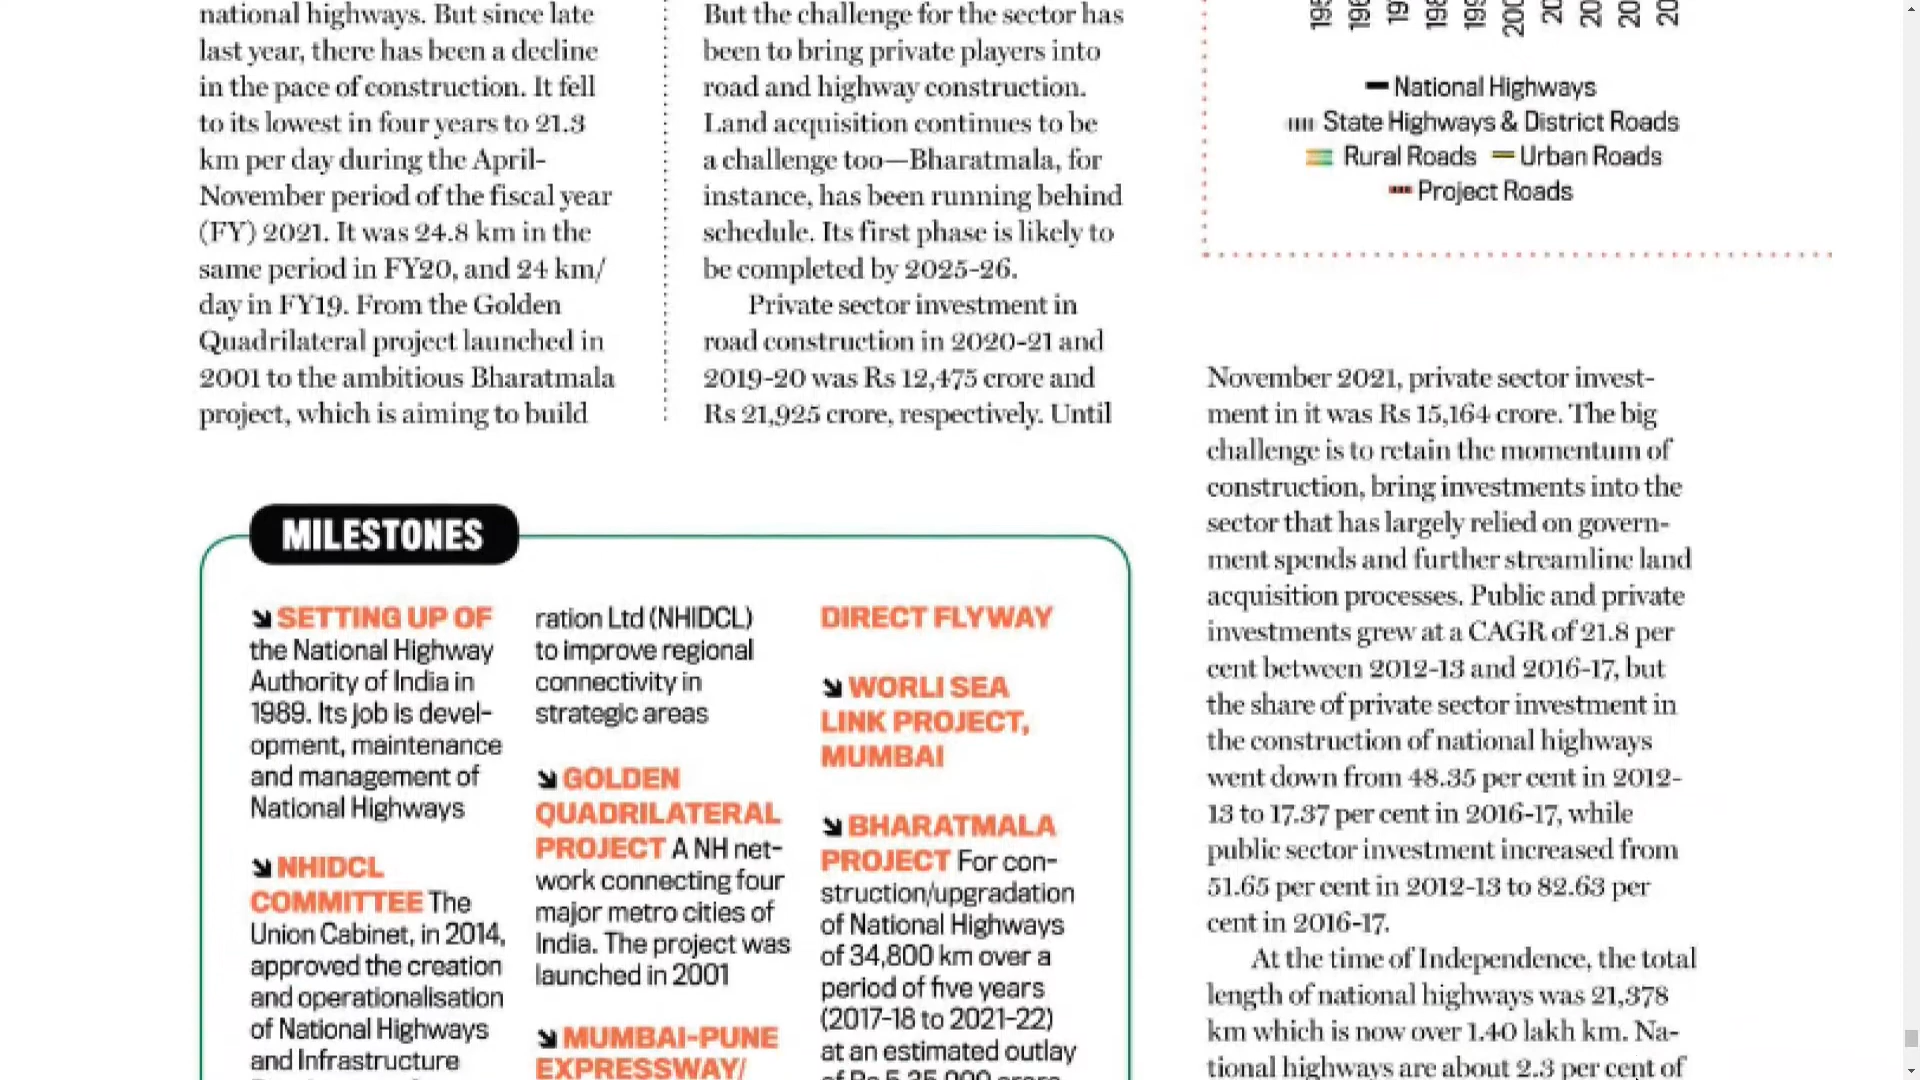 national highways. But since late
last year, there has been a decline
in the pace of construction. It fell
to its lowest in four years to 21.3
km per day during the April-
November period of the fiscal year
(FY) 2021. It was 24.8 km in the
same period in FY20, and 24 km/
day in FY19. From the Golden
Quadrilateral project launched in
2001 to the ambitious Bharatmala
project, which is aiming to build
But the challenge for the sector has
been to bring private players into
road and highway construction.
Land acquisition continues to be
a challenge too—Bharatmala, for
instance, has been running behind
schedule. Its first phase is likely to
be completed by 2025-26.
Private sector investment in
road construction in 2020-21 and
2019-20 was Rs 12,475 crore and
Rs 21,925 crore, respectively. Until
National Highways
State Highways & District Roads
Rural Roads Urban Roads
Project Roads
November 2021, private sector invest-
ment in it was Rs 15,164 crore. The big
challenge is to retain the momentum of
construction, bring investments into the
sector that has largely relied on govern-
ment spends and further streamline land
acquisition processes. Public and private
investments grew at a CAGR of 21.8 per
cent between 2012-13 and 2016-17, but
the share of private sector investment in
the construction of national highways
went down from 48.35 per cent in 2012-
13 to 17.37 per cent in 2016-17, while
public sector investment increased from
51.65 per cent in 2012-13 to 82.63 per
cent in 2016-17.
At the time of Independence, the total
length of national highways was 21,378
km which is now over 1.40 lakh km. Na-
tional highways are about 2.3 per cent of
MILESTONES
SETTING UP OF
the National Highway
Authority of India in
1989. Its job is devel-
opment, maintenance
and management of
National Highways
NHIDCL
COMMITTEE The
Union Cabinet, in 2014,
approved the creation
and operationalisation
of National Highways
and Infrastructure
ration Ltd (NHIDCL)
to improve regional
connectivity in
strategic areas
GOLDEN
QUADRILATERAL
PROJECT A NH net-
work connecting four
major metro cities of
India. The project was
launched in 2001
MUMBAI-PUNE
EXPRESSWAY/
DIRECT FLYWAY
WORLI SEA
LINK PROJECT,
MUMBAI
BHARATMALA
PROJECT For con-
struction/upgradation
of National Highways
of 34,800 km over a
period of five years
(2017-18 to 2021-22)
at an estimated outlay